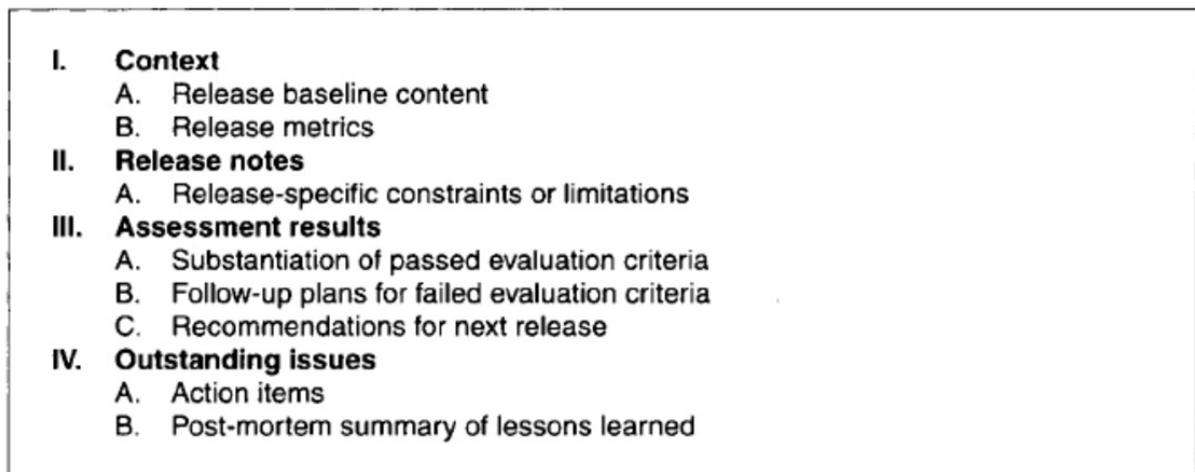 I. Context
A. Release baseline content
B. Release metrics
II. Release notes
A. Release-specific constraints or limitations
III. Assessment results
A. Substantiation of passed evaluation criteria
B. Follow-up plans for failed evaluation criteria
C. Recommendations for next release
IV. Outstanding issues
A. Action items
B. Post-mortem summary of lessons learned